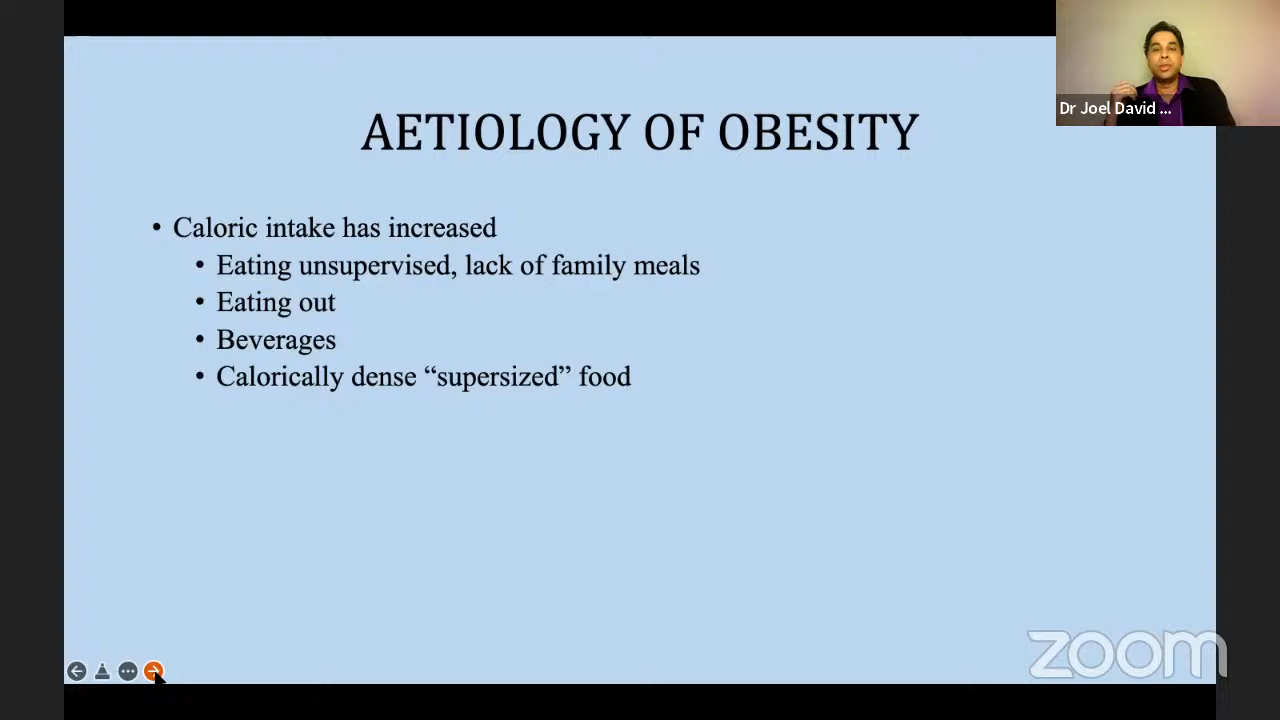 Dr Joel David ...
AETIOLOGY OF OBESITY
• Caloric intake has increased
• Eating unsupervised, lack of family meals
• Eating out
• Beverages
• Calorically dense “supersized” food
zoom